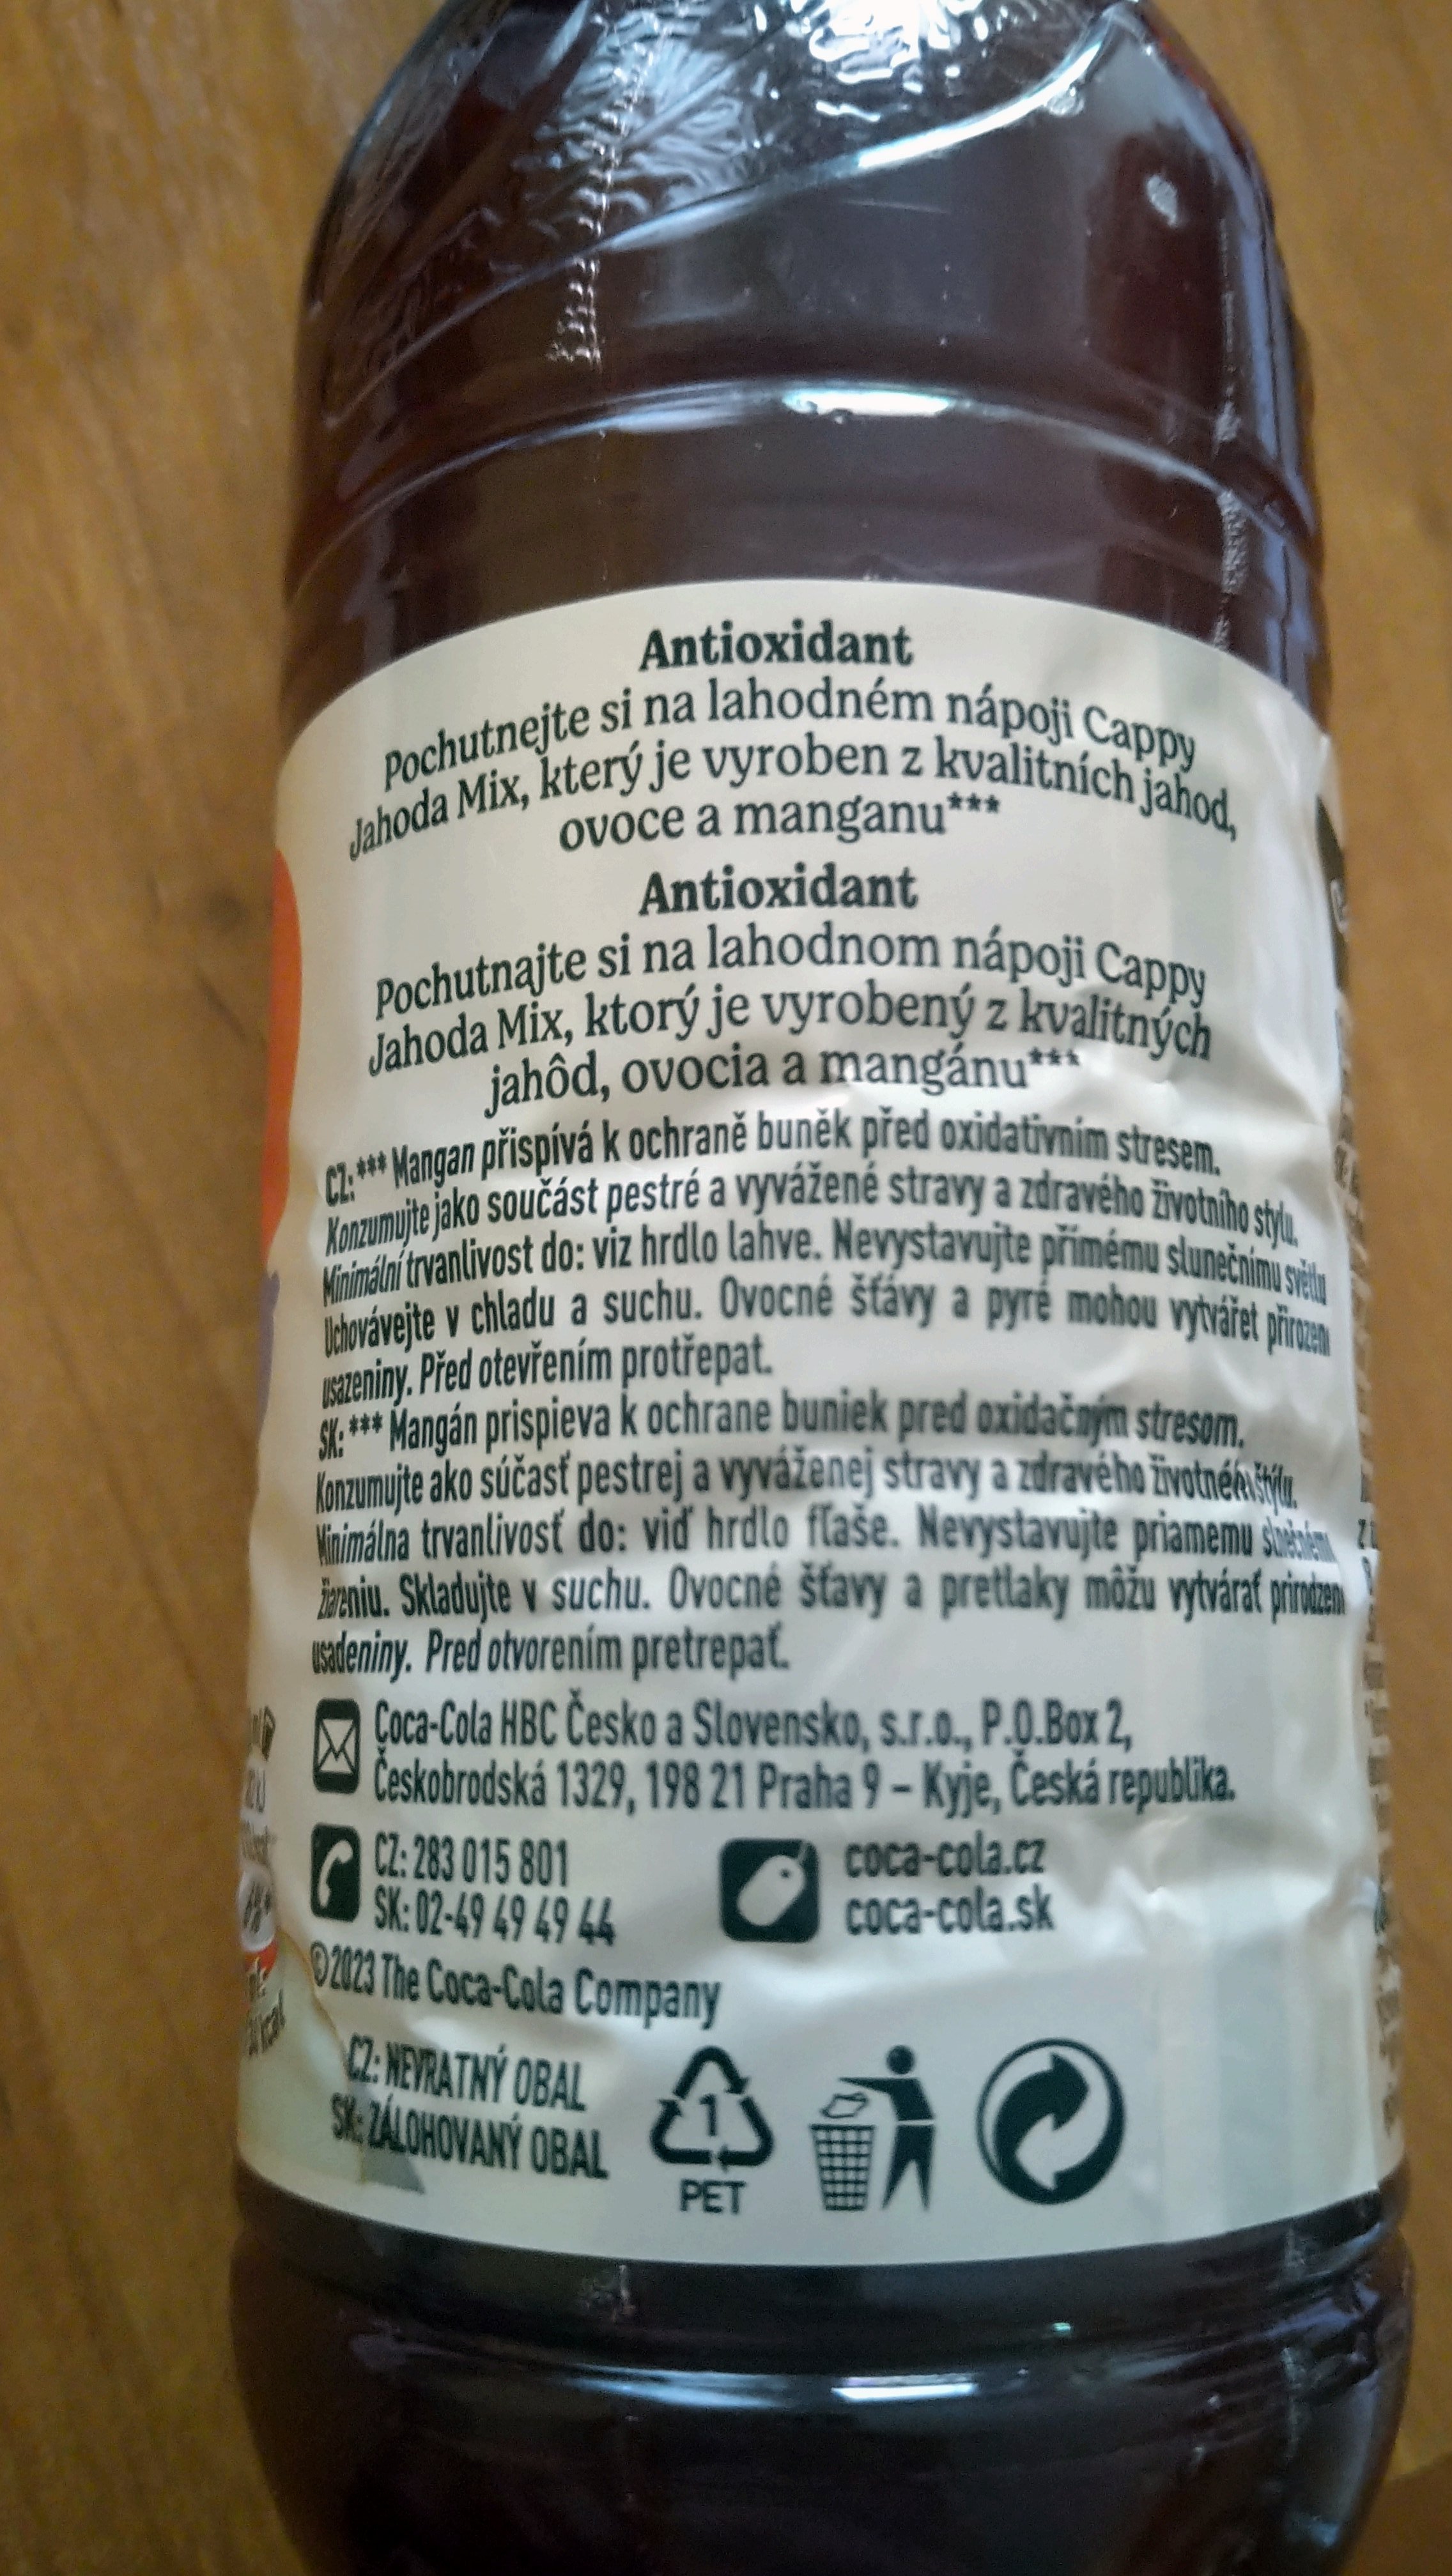 Antioxidant
Pochutnejte si na lahodném nápoji Cappy
Jahoda Mix, který je vyroben z kvalitních jahod,
ovoce a manganu***
Antioxidant
Pochutnajte si na lahodnom nápoji Cappy
Jahoda Mix, ktorý je vyrobený z kvalitných
jahôd, ovocia a mangánu***
CZ:*** Mangan přispívá k ochraně buněk před oxidativním stresem.
Konzumujte jako součást pestré a vyvážené stravy a zdravého životního stylu.
Minimální trvanlivost do: viz hrdlo lahve. Nevystavujte přímému slunečnímu světlu
Uchovávejte v chladu a suchu. Ovocné šťávy a pyré mohou vytvářet
usazeniny. Před otevřením protřepat.
SK:*** Mangán prispieva k ochrane buniek pred oxidačným stresom.
Konzumujte ako súčasť pestrej a vyváženej stravy a zdravého životného štýlu.
Minimálna trvanlivosť do: viď hrdlo fľaše. Nevystavujte priamemu
žiareniu. Skladujte v suchu. Ovocné šťavy a pretlaky môžu vytvárať
usadeniny. Pred otvorením pretrepať.
Coca-Cola HBC Česko a Slovensko, s.r.o., P.O.Box 2,
Českobrodská 1329, 198 21 Praha 9 – Kyje, Česká republika.
CZ: 283 015 801
SK: 02-49 49 49 44
coca-cola.cz
coca-cola.sk
©2023 The Coca-Cola Company
CZ: NEVRATNÝ OBAL
SK: ZÁLOHOVANÝ OBAL
1
PET